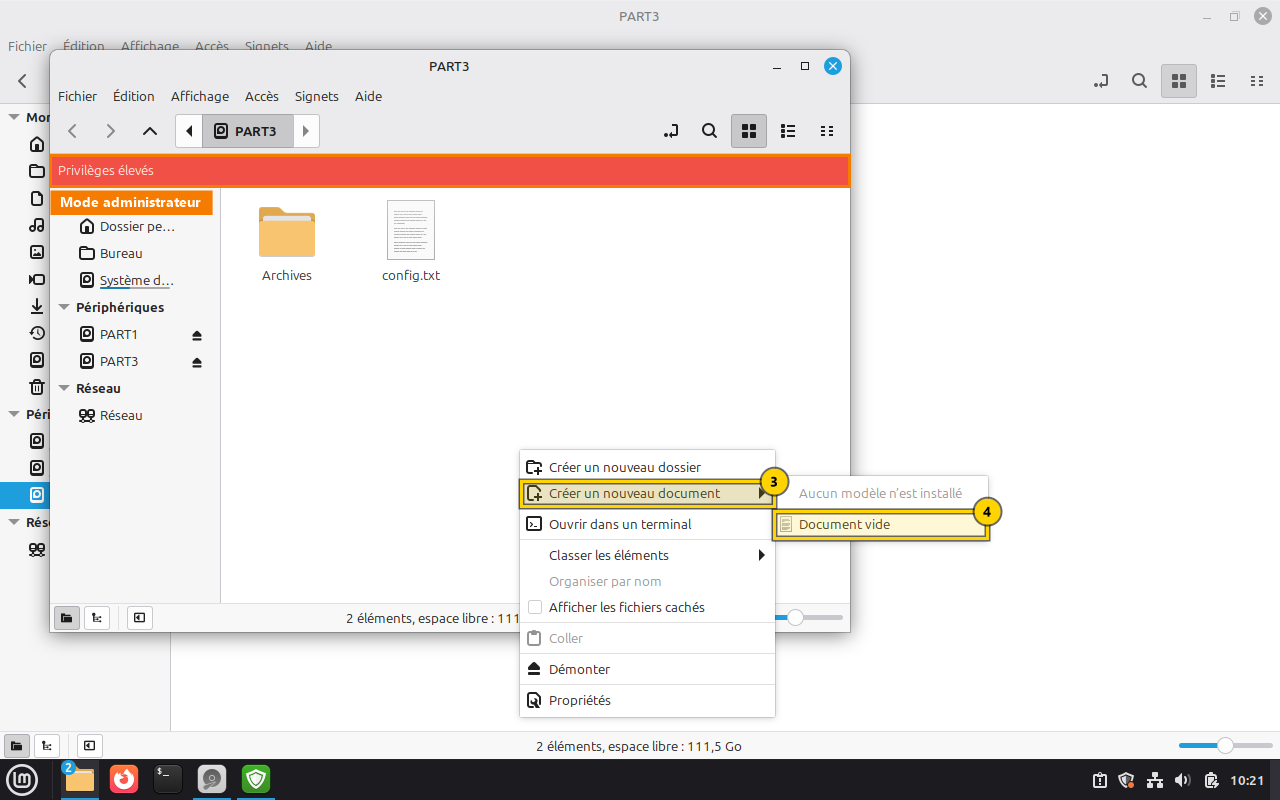 PART3
Fichier Édition Affichage Accès Signets Aide
PART3
Fichier Édition Affichage Accès Signets Aide
PART3
Privilèges élevés
Mon
Mode administrateur
Dossier pe...
Bureau
Système d...
Périphériques
PART1
PART3
Réseau
Réseau
Archives
config.txt
Péri
Rés
Créer un nouveau dossier
Créer un nouveau document
3
Aucun modèle n'est installé
Document vide
4
Ouvrir dans un terminal
Classer les éléments
Organiser par nom
Afficher les fichiers cachés
Coller
Démonter
Propriétés
2 éléments, espace libre : 111
2 éléments, espace libre : 111,5 Go
2
10:21